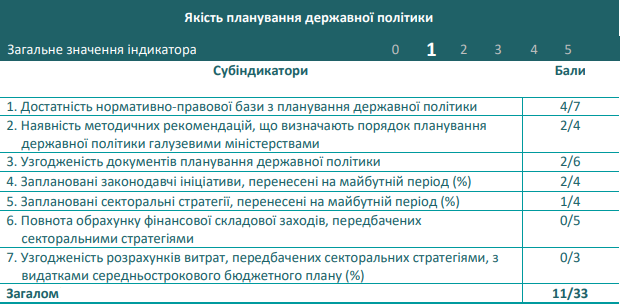 Якість планування державної політики
Загальне значення індикатора 0 1 2 3 4 5
Субіндикатори Бали
1. Достатність нормативно-правової бази з планування державної політики 4/7
2. Наявність методичних рекомендацій, що визначають порядок планування
державної політики галузевими міністерствами 2/4
3. Узгодженість документів планування державної політики 2/6
4. Заплановані законодавчі ініціативи, перенесені на майбутній період (%) 2/4
5. Заплановані секторальні стратегії, перенесені на майбутній період (%) 1/4
6. Повнота обрахунку фінансової складової заходів, передбачених
секторальними стратегіями 0/5
7. Узгодженість розрахунків витрат, передбачених секторальних стратегіями, з
видатками середньострокового бюджетного плану (%) 0/3
Загалом 11/33